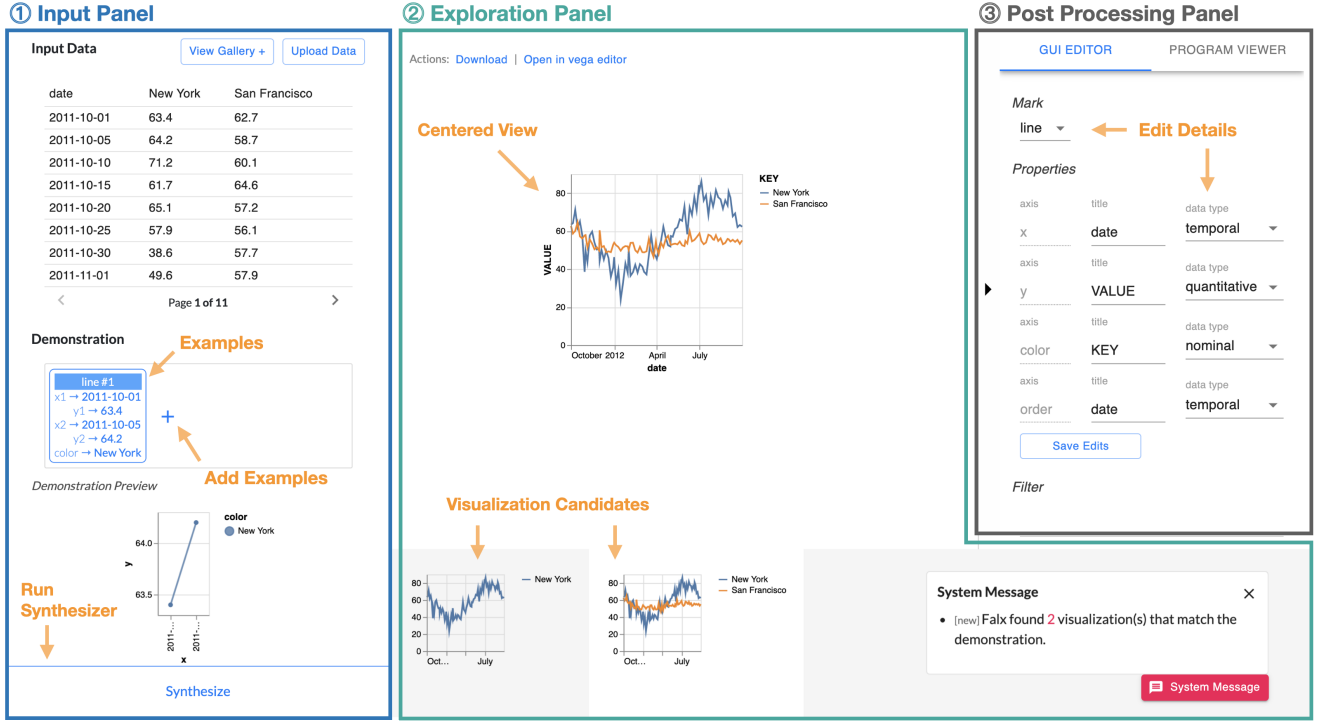 ① Input Panel
Input Data
View Gallery +
Upload Data
date New York San Francisco
2011-10-01 63.4 62.7
2011-10-05 64.2 58.7
2011-10-10 71.2 60.1
2011-10-15 61.7 64.6
2011-10-20 65.1 57.2
2011-10-25 57.9 56.1
2011-10-30 38.6 57.7
2011-11-01 49.6 57.9
Page 1 of 11
Demonstration
Examples
line #1
x1 → 2011-10-01
y1 → 63.4
x2 → 2011-10-05
y2 → 64.2
color → New York
+
Add Examples
Demonstration Preview
color
New York
64.0
y
63.5
2011-...
2011-...
x
Run
Synthesizer
Synthesize
② Exploration Panel
Actions: Download | Open in vega editor
Centered View
KEY
New York
San Francisco
80
60
VALUE
40
20
0
October 2012 April July
date
Visualization Candidates
80
60
40
20
0
Oct... July
New York
80
60
40
20
0
Oct... July
New York
San Francisco
System Message
[new] Falx found 2 visualization(s) that match the
demonstration.
System Message
③ Post Processing Panel
GUI EDITOR PROGRAM VIEWER
Mark
line
Edit Details
Properties
axis title data type
x date temporal
axis title data type
y VALUE quantitative
axis title data type
color KEY nominal
axis title data type
order date temporal
Save Edits
Filter